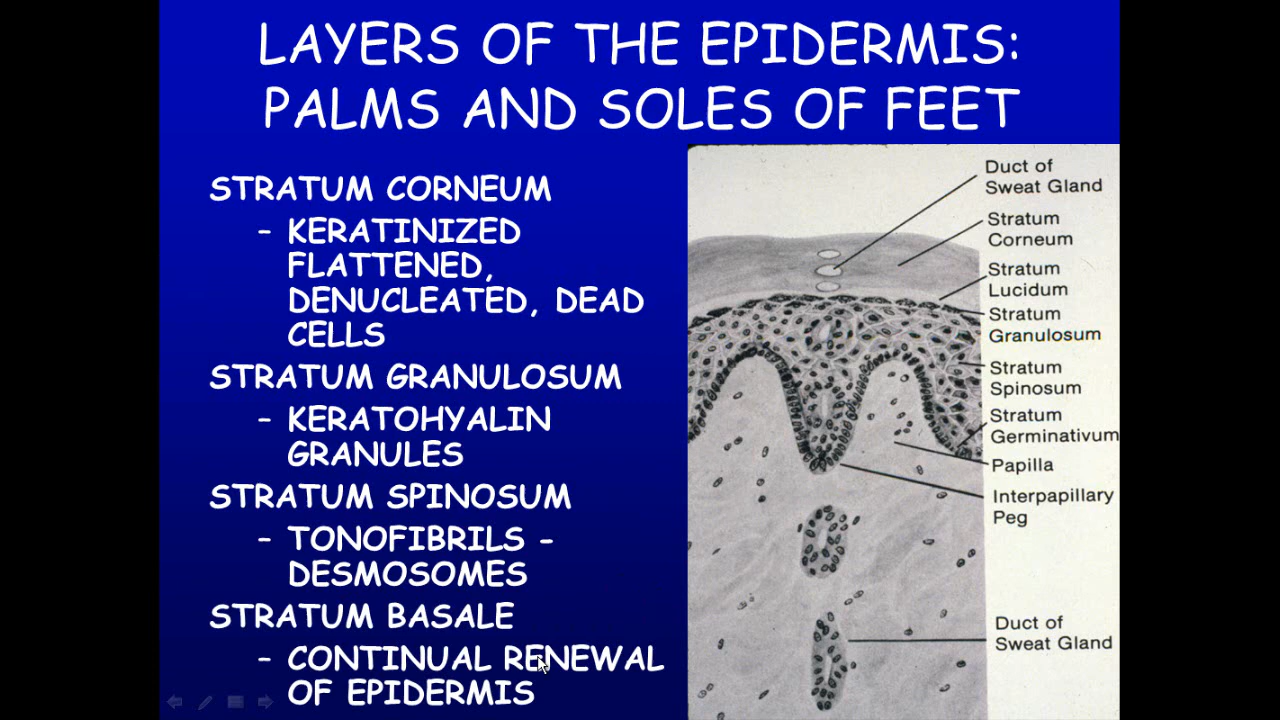 LAYERS OF THE EPIDERMIS:
PALMS AND SOLES OF FEET
STRATUM CORNEUM
– KERATINIZED
FLATTENED,
DENUCLEATED, DEAD
CELLS
STRATUM GRANULOSUM
– KERATOHYALIN
GRANULES
STRATUM SPINOSUM
– TONOFIBRILS –
DESMOSOMES
STRATUM BASALE
– CONTINUAL RENEWAL
OF EPIDERMIS
Duct of
Sweat Gland
Stratum
Corneum
Stratum
Lucidum
Stratum
Granulosum
Stratum
Spinosum
Stratum
Germinativum
Papilla
Interpapillary
Peg
Duct of
Sweat Gland